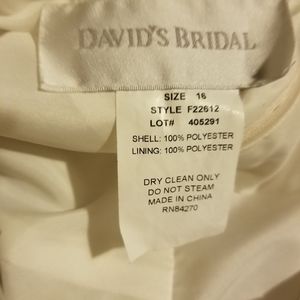 DAVID'S BRIDAL
SIZE 16
STYLE F22612
LOT# 405291
SHELL: 100% POLYESTER
LINING: 100% POLYESTER
DRY CLEAN ONLY
DO NOT STEAM
MADE IN CHINA
RN84270